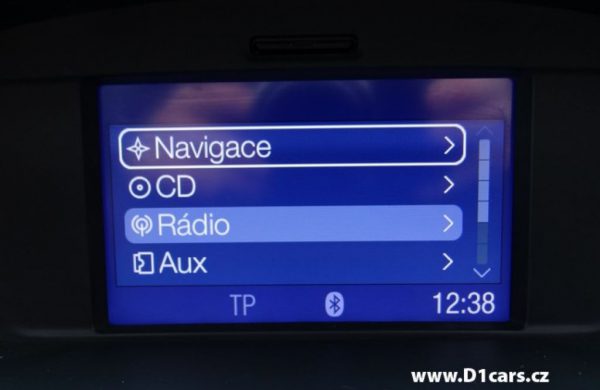 Navigace
CD
Rádio
Aux
TP 12:38
www.D1cars.cz